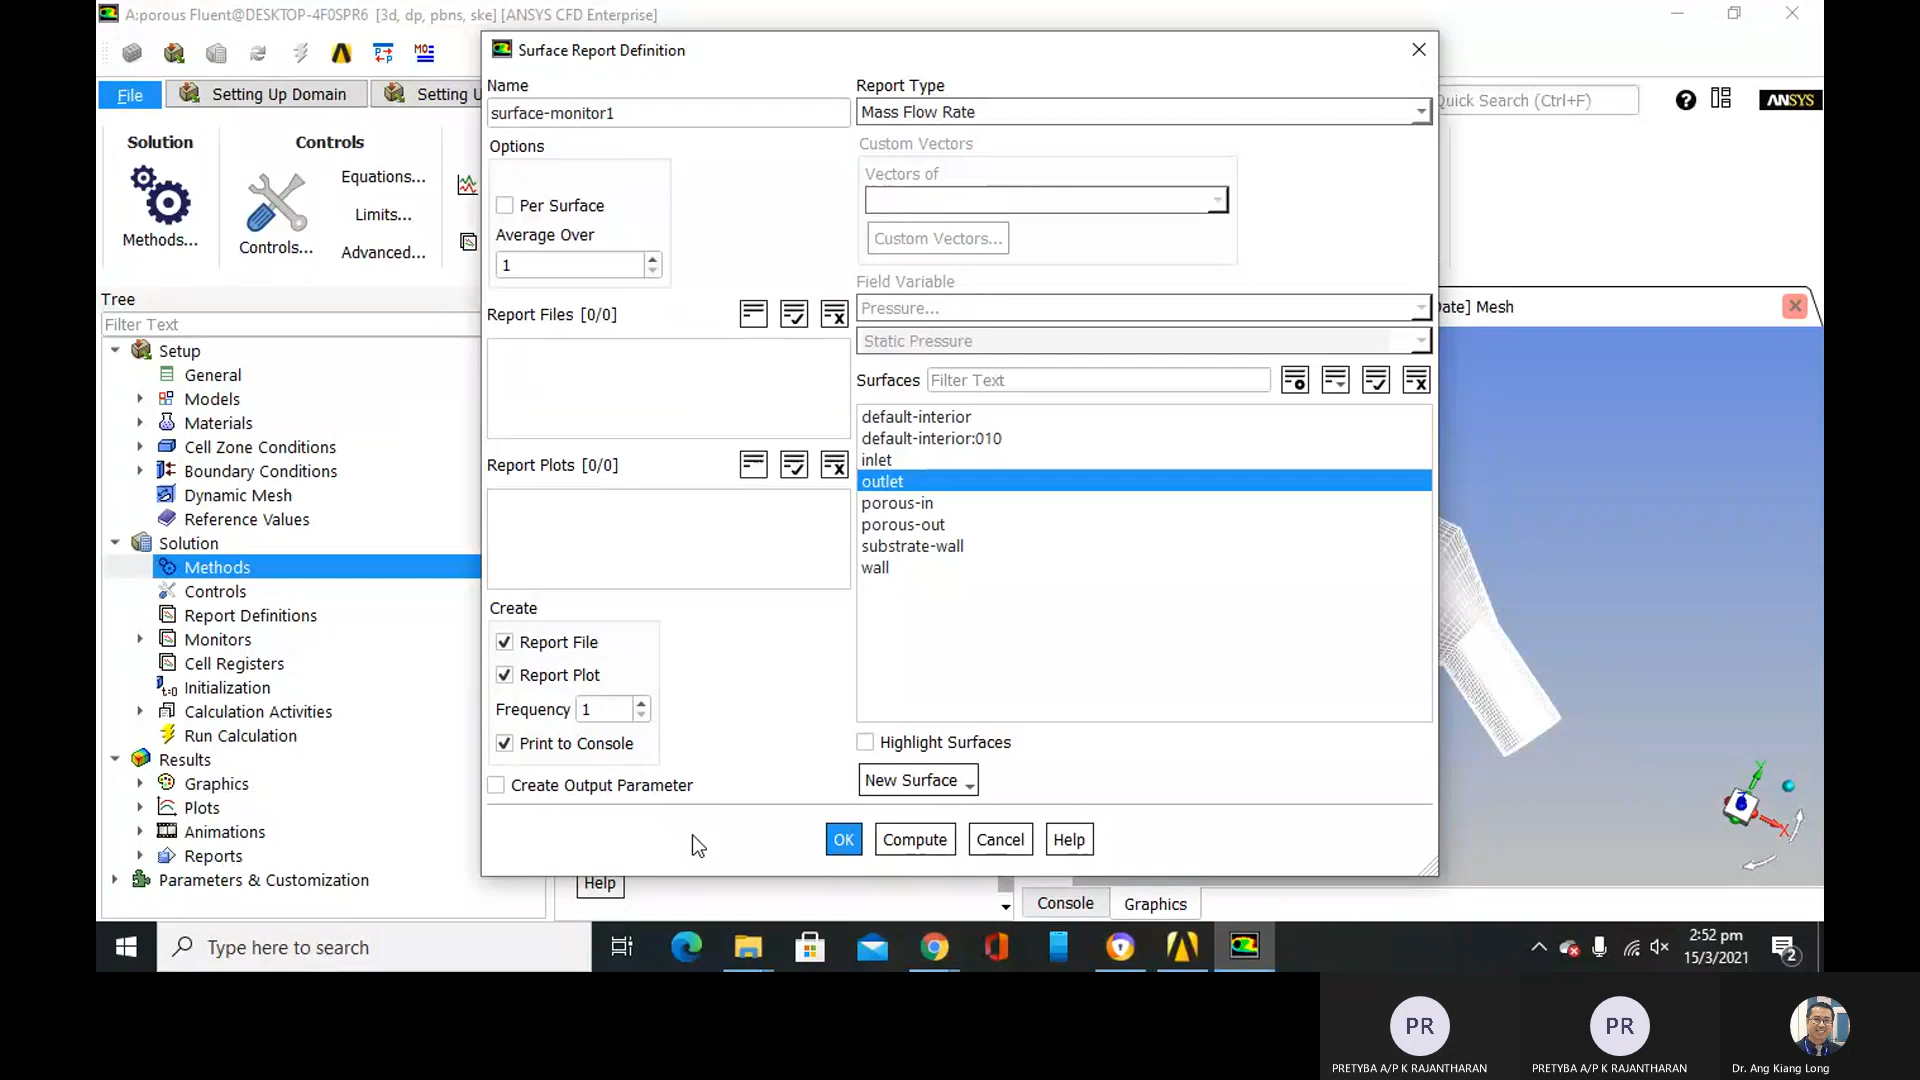 A:porous Fluent@DESKTOP-4F0SPR6 [3d, dp, pbns, ske] [ANSYS CFD Enterprise]
File
Setting Up Domain
Setting U
Quick Search (Ctrl+F)
ANSYS
Solution
Controls
Methods...
Controls...
Equations...
Limits...
Advanced...
Tree
Filter Text
Setup
General
Models
Materials
Cell Zone Conditions
Boundary Conditions
Dynamic Mesh
Reference Values
Solution
Methods
Controls
Report Definitions
Monitors
Cell Registers
Initialization
Calculation Activities
Run Calculation
Results
Graphics
Plots
Animations
Reports
Parameters & Customization
Surface Report Definition
Name
surface-monitor1
Options
Per Surface
Average Over
1
Report Files [0/0]
Report Plots [0/0]
Create
Report File
Report Plot
Frequency 1
Print to Console
Create Output Parameter
Report Type
Mass Flow Rate
Custom Vectors
Vectors of
Custom Vectors...
Field Variable
Pressure...
Static Pressure
Surfaces Filter Text
default-interior
default-interior:010
inlet
outlet
porous-in
porous-out
substrate-wall
wall
Highlight Surfaces
New Surface
OK Compute Cancel Help
Help
Date] Mesh
Y
X
Console
Graphics
Type here to search
2:52 pm
15/3/2021
2
PR
PRETYBA A/P K RAJANTHARAN
PR
PRETYBA A/P K RAJANTHARAN
Dr. Ang Kiang Long